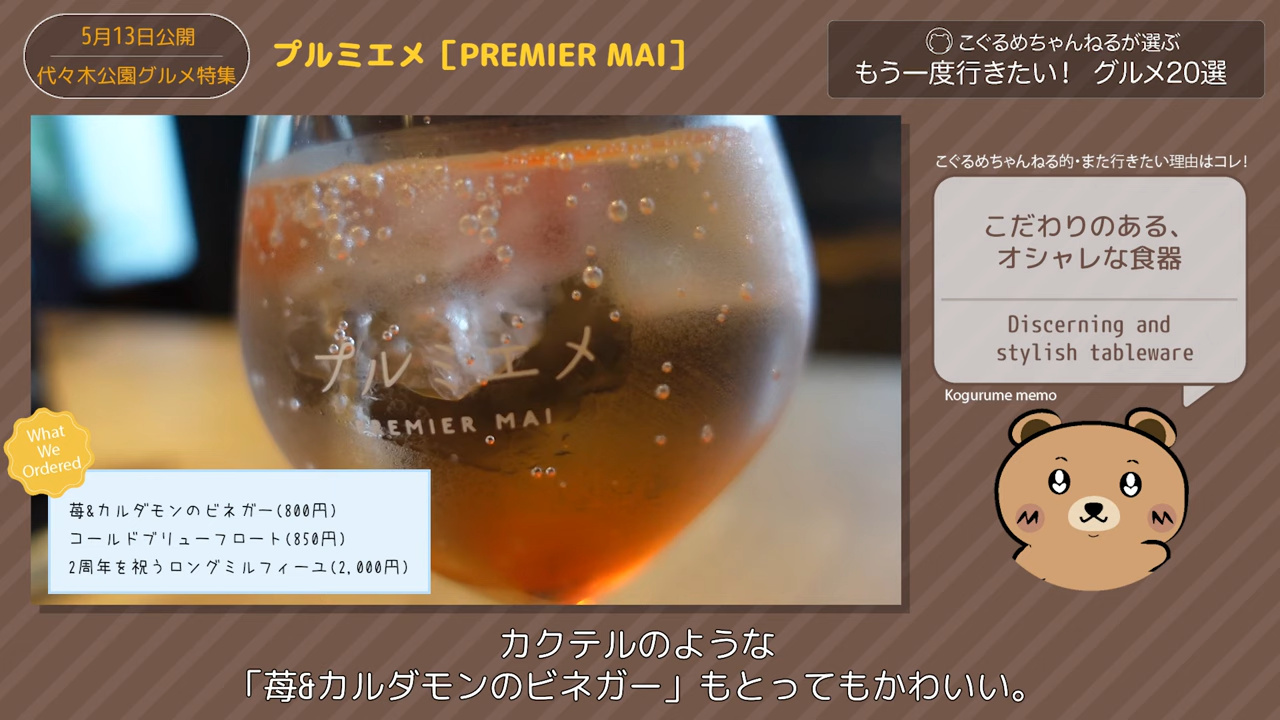 5月13日公開
代々木公園グルメ特集
プルミエメ［PREMIER MAI］
こぐるめちゃんねるが選ぶ
もう一度行きたい！ グルメ20選
こぐるめちゃんねる的・また行きたい理由はコレ！
こだわりのある、
オシャレな食器
Discerning and
stylish tableware
Kogurume memo
プルミエメ
PREMIER MAI
What
We
Ordered
苺&カルダモンのビネガー(800円)
コールドブリューフロート(850円)
2周年を祝うロングミルフィーユ(2,000円)
カクテルのような
「苺&カルダモンのビネガー」もとってもかわいい。